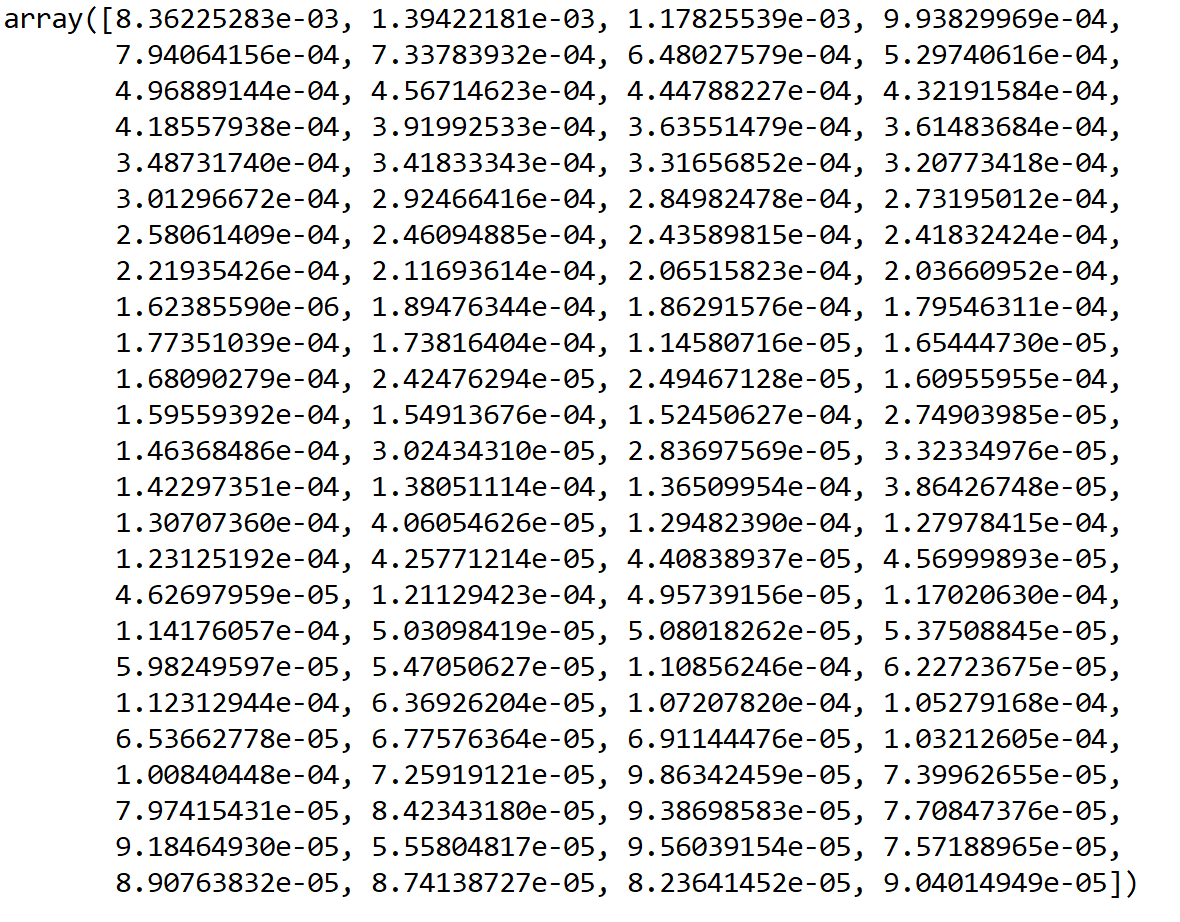 array([8.36225283e-03, 1.39422181e-03, 1.17825539e-03, 9.93829969e-04,
7.94064156e-04, 7.33783932e-04, 6.48027579e-04, 5.29740616e-04,
4.96889144e-04, 4.56714623e-04, 4.44788227e-04, 4.32191584e-04,
4.18557938e-04, 3.91992533e-04, 3.63551479e-04, 3.61483684e-04,
3.48731740e-04, 3.41833343e-04, 3.31656852e-04, 3.20773418e-04,
3.01296672e-04, 2.92466416e-04, 2.84982478e-04, 2.73195012e-04,
2.58061409e-04, 2.46094885e-04, 2.43589815e-04, 2.41832424e-04,
2.21935426e-04, 2.11693614e-04, 2.06515823e-04, 2.03660952e-04,
1.62385590e-06, 1.89476344e-04, 1.86291576e-04, 1.79546311e-04,
1.77351039e-04, 1.73816404e-04, 1.14580716e-05, 1.65444730e-05,
1.68090279e-04, 2.42476294e-05, 2.49467128e-05, 1.60955955e-04,
1.59559392e-04, 1.54913676e-04, 1.52450627e-04, 2.74903985e-05,
1.46368486e-04, 3.02434310e-05, 2.83697569e-05, 3.32334976e-05,
1.42297351e-04, 1.38051114e-04, 1.36509954e-04, 3.86426748e-05,
1.30707360e-04, 4.06054626e-05, 1.29482390e-04, 1.27978415e-04,
1.23125192e-04, 4.25771214e-05, 4.40838937e-05, 4.56999893e-05,
4.62697959e-05, 1.21129423e-04, 4.95739156e-05, 1.17020630e-04,
1.14176057e-04, 5.03098419e-05, 5.08018262e-05, 5.37508845e-05,
5.98249597e-05, 5.47050627e-05, 1.10856246e-04, 6.22723675e-05,
1.12312944e-04, 6.36926204e-05, 1.07207820e-04, 1.05279168e-04,
6.53662778e-05, 6.77576364e-05, 6.91144476e-05, 1.03212605e-04,
1.00840448e-04, 7.25919121e-05, 9.86342459e-05, 7.39962655e-05,
7.97415431e-05, 8.42343180e-05, 9.38698583e-05, 7.70847376e-05,
9.18464930e-05, 5.55804817e-05, 9.56039154e-05, 7.57188965e-05,
8.90763832e-05, 8.74138727e-05, 8.23641452e-05, 9.04014949e-05])